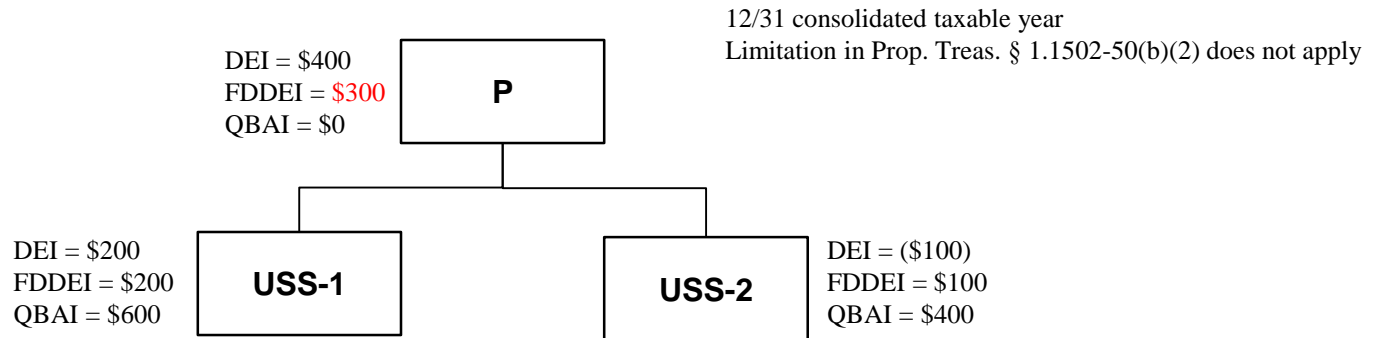 12/31 consolidated taxable year
Limitation in Prop. Treas. § 1.1502-50(b)(2) does not apply
DEI = $400
FDDEI = $300
QBAI = $0
P
DEI = $200
FDDEI = $200
QBAI = $600
USS-1
USS-2
DEI = ($100)
FDDEI = $100
QBAI = $400